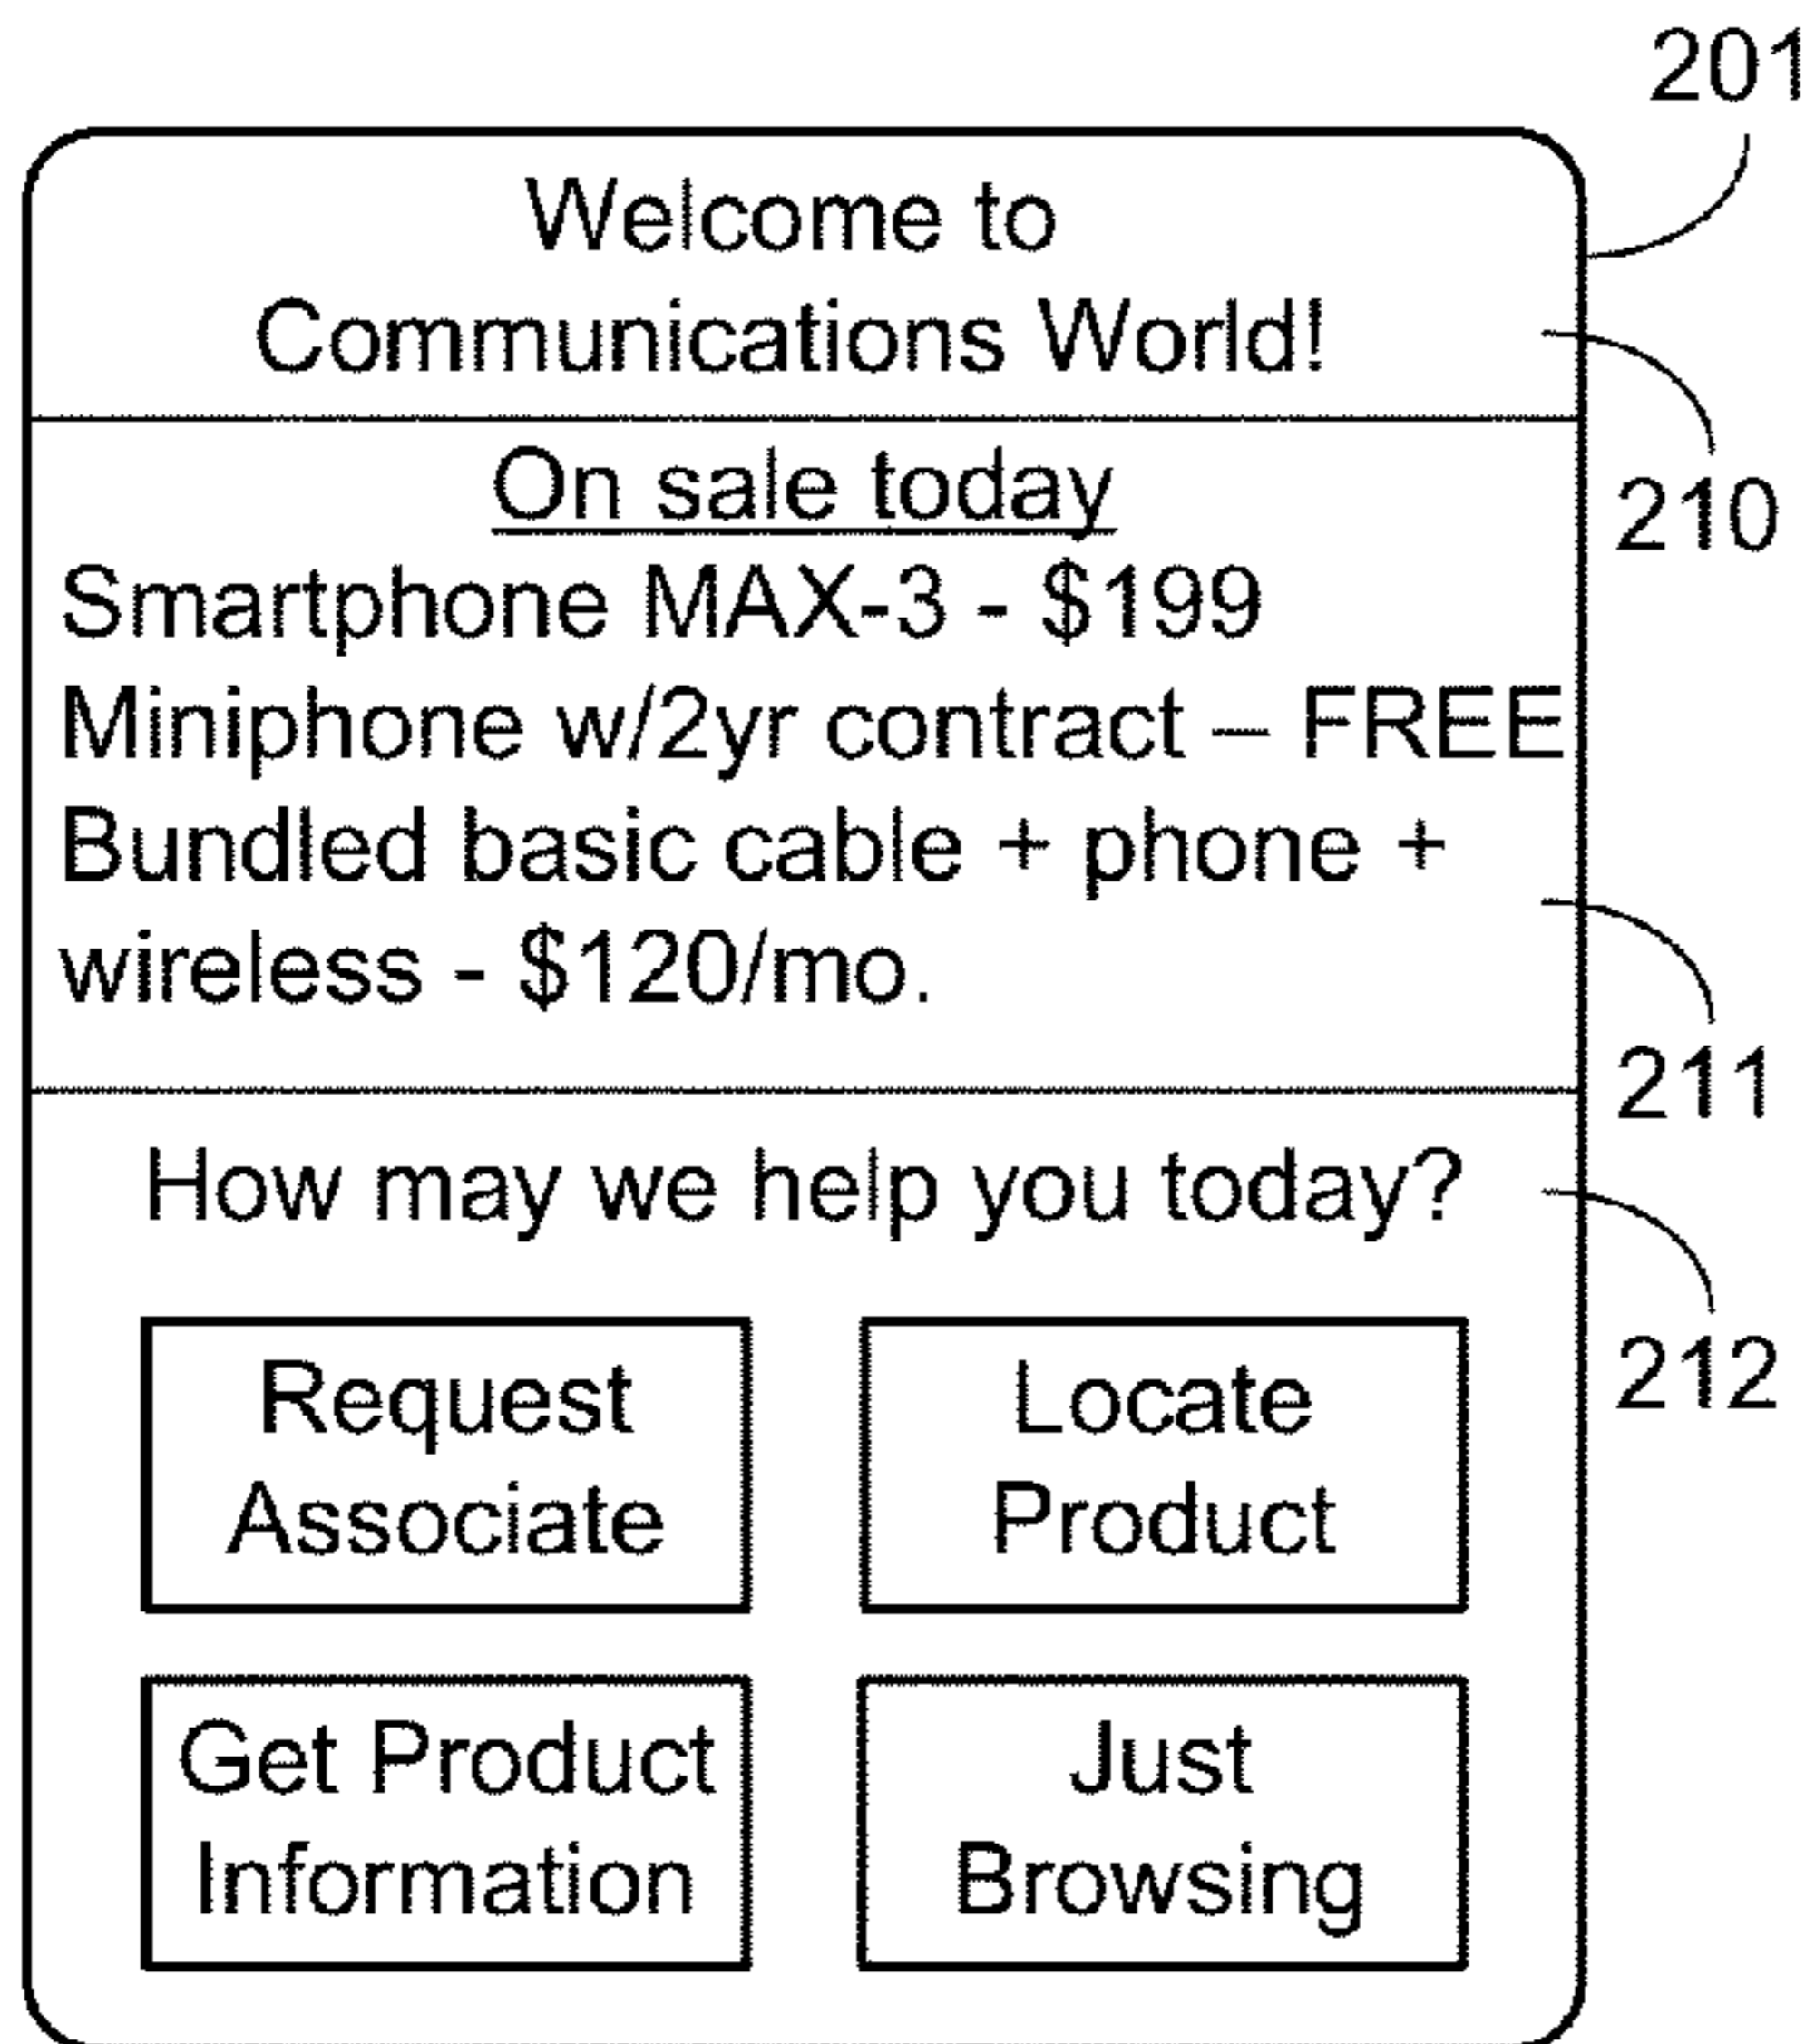 201
Welcome to
Communications World!
210
On sale today
Smartphone MAX-3 - $199
Miniphone w/2yr contract – FREE
Bundled basic cable + phone +
wireless - $120/mo.
211
How may we help you today?
212
Request
Associate
Locate
Product
Get Product
Information
Just
Browsing